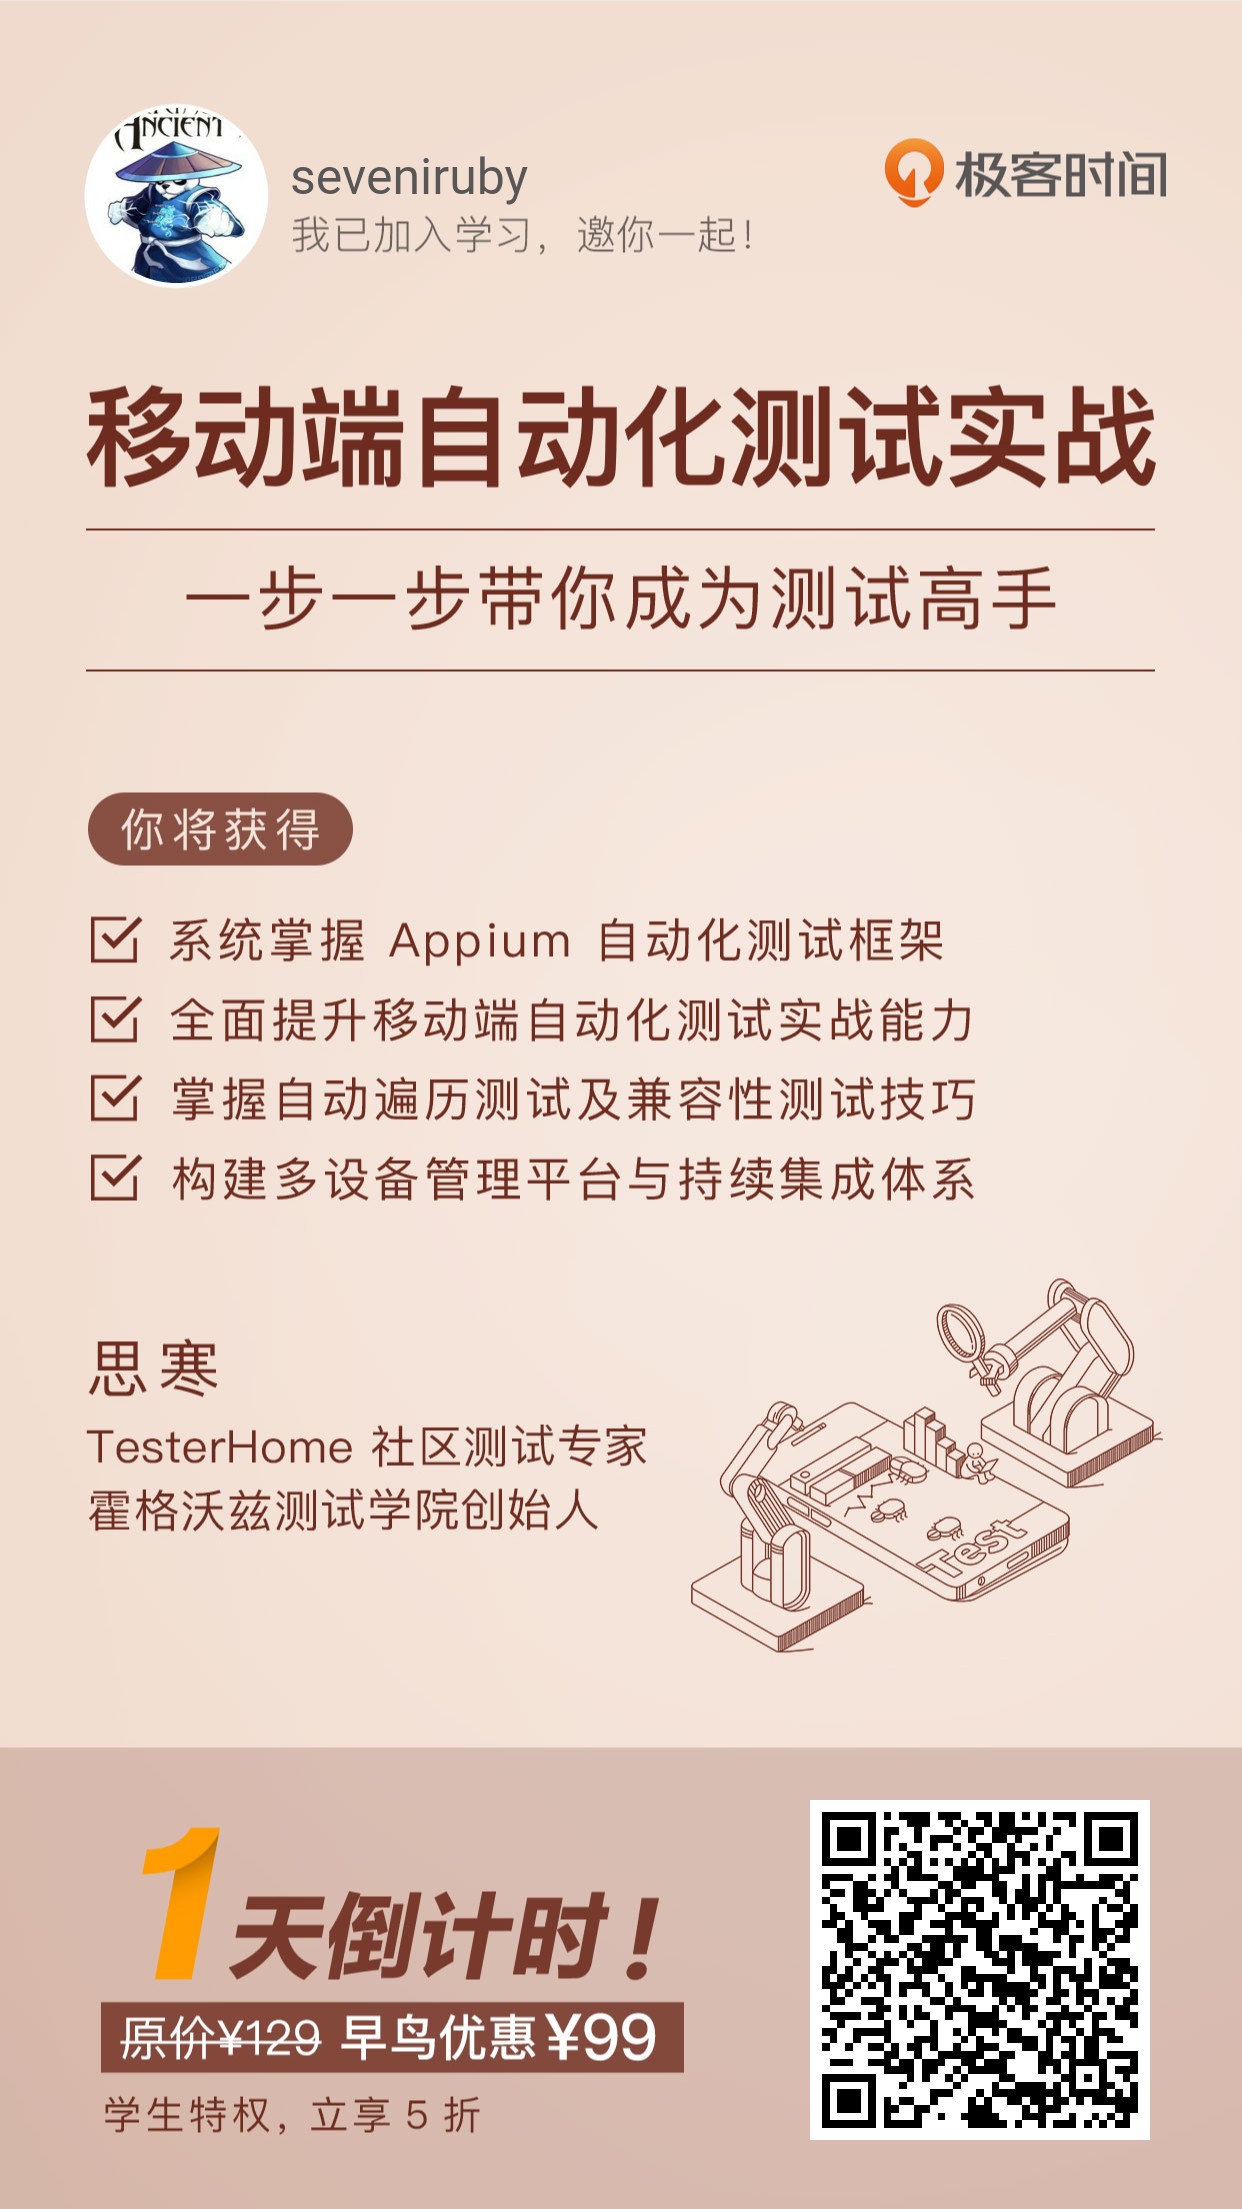 ANCIENT
seveniruby
极客时间
我已加入学习，邀你一起！
移动端自动化测试实战
一步一步带你成为测试高手
你将获得
系统掌握 Appium 自动化测试框架
全面提升移动端自动化测试实战能力
掌握自动遍历测试及兼容性测试技巧
构建多设备管理平台与持续集成体系
思寒
TesterHome 社区测试专家
霍格沃兹测试学院创始人
Test
1天倒计时！
原价¥129 早鸟优惠¥99
学生特权，立享 5 折